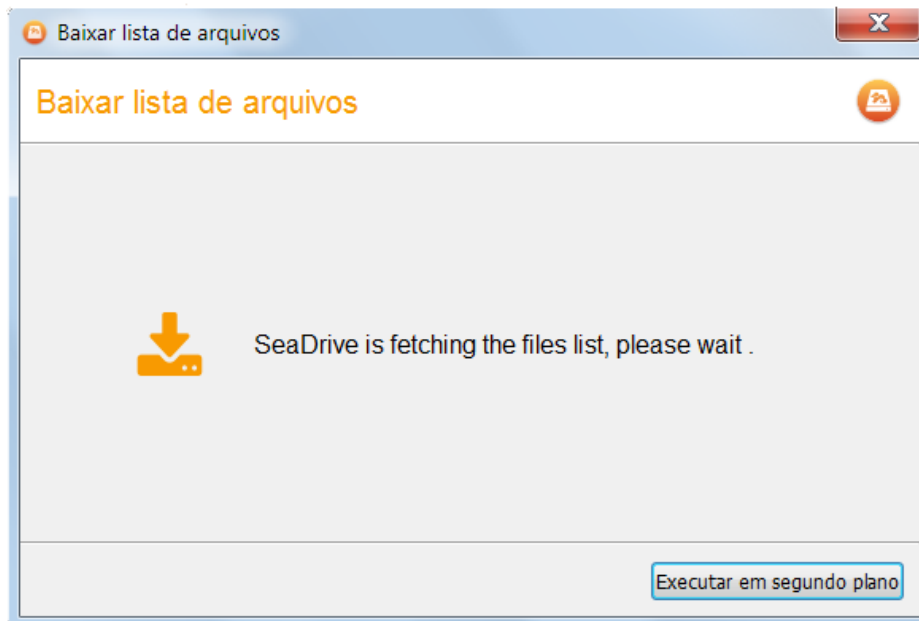 Baixar lista de arquivos
Baixar lista de arquivos
SeaDrive is fetching the files list, please wait .
Executar em segundo plano